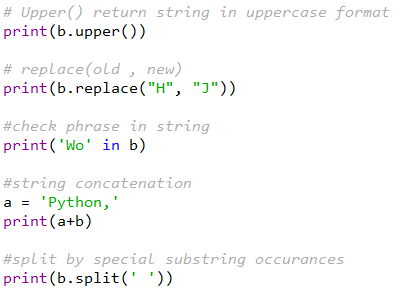 # Upper() return string in uppercase format
print(b.upper())
# replace(old , new)
print(b.replace("H", "J"))
#check phrase in string
print('Wo' in b)
#string concatenation
a = 'Python,'
print(a+b)
#split by special substring occurances
print(b.split(' '))